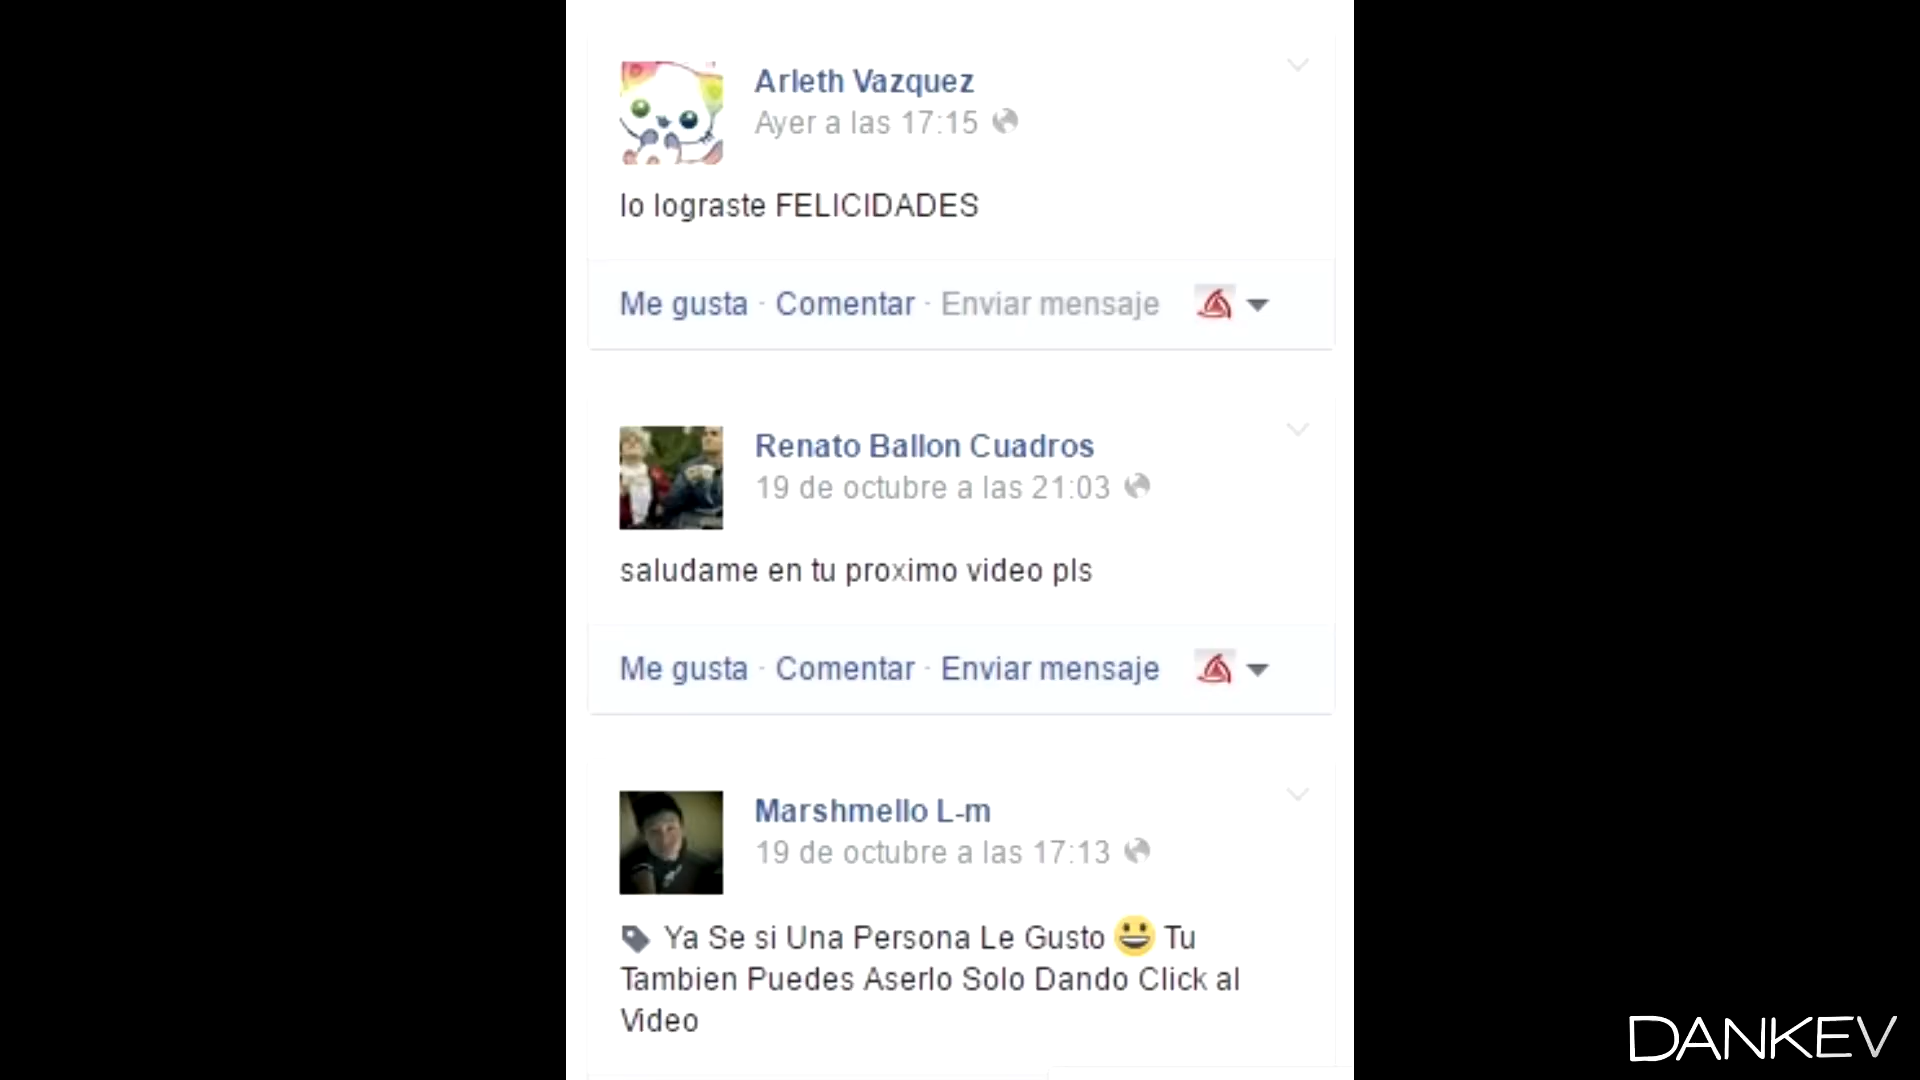 Arleth Vazquez
Ayer a las 17:15
lo lograste FELICIDADES
Me gusta · Comentar · Enviar mensaje
Renato Ballon Cuadros
19 de octubre a las 21:03
saludame en tu proximo video pls
Me gusta · Comentar · Enviar mensaje
Marshmello L-m
19 de octubre a las 17:13
Ya Se si Una Persona Le Gusto 😀 Tu
Tambien Puedes Aserlo Solo Dando Click al
Video
DANKEV